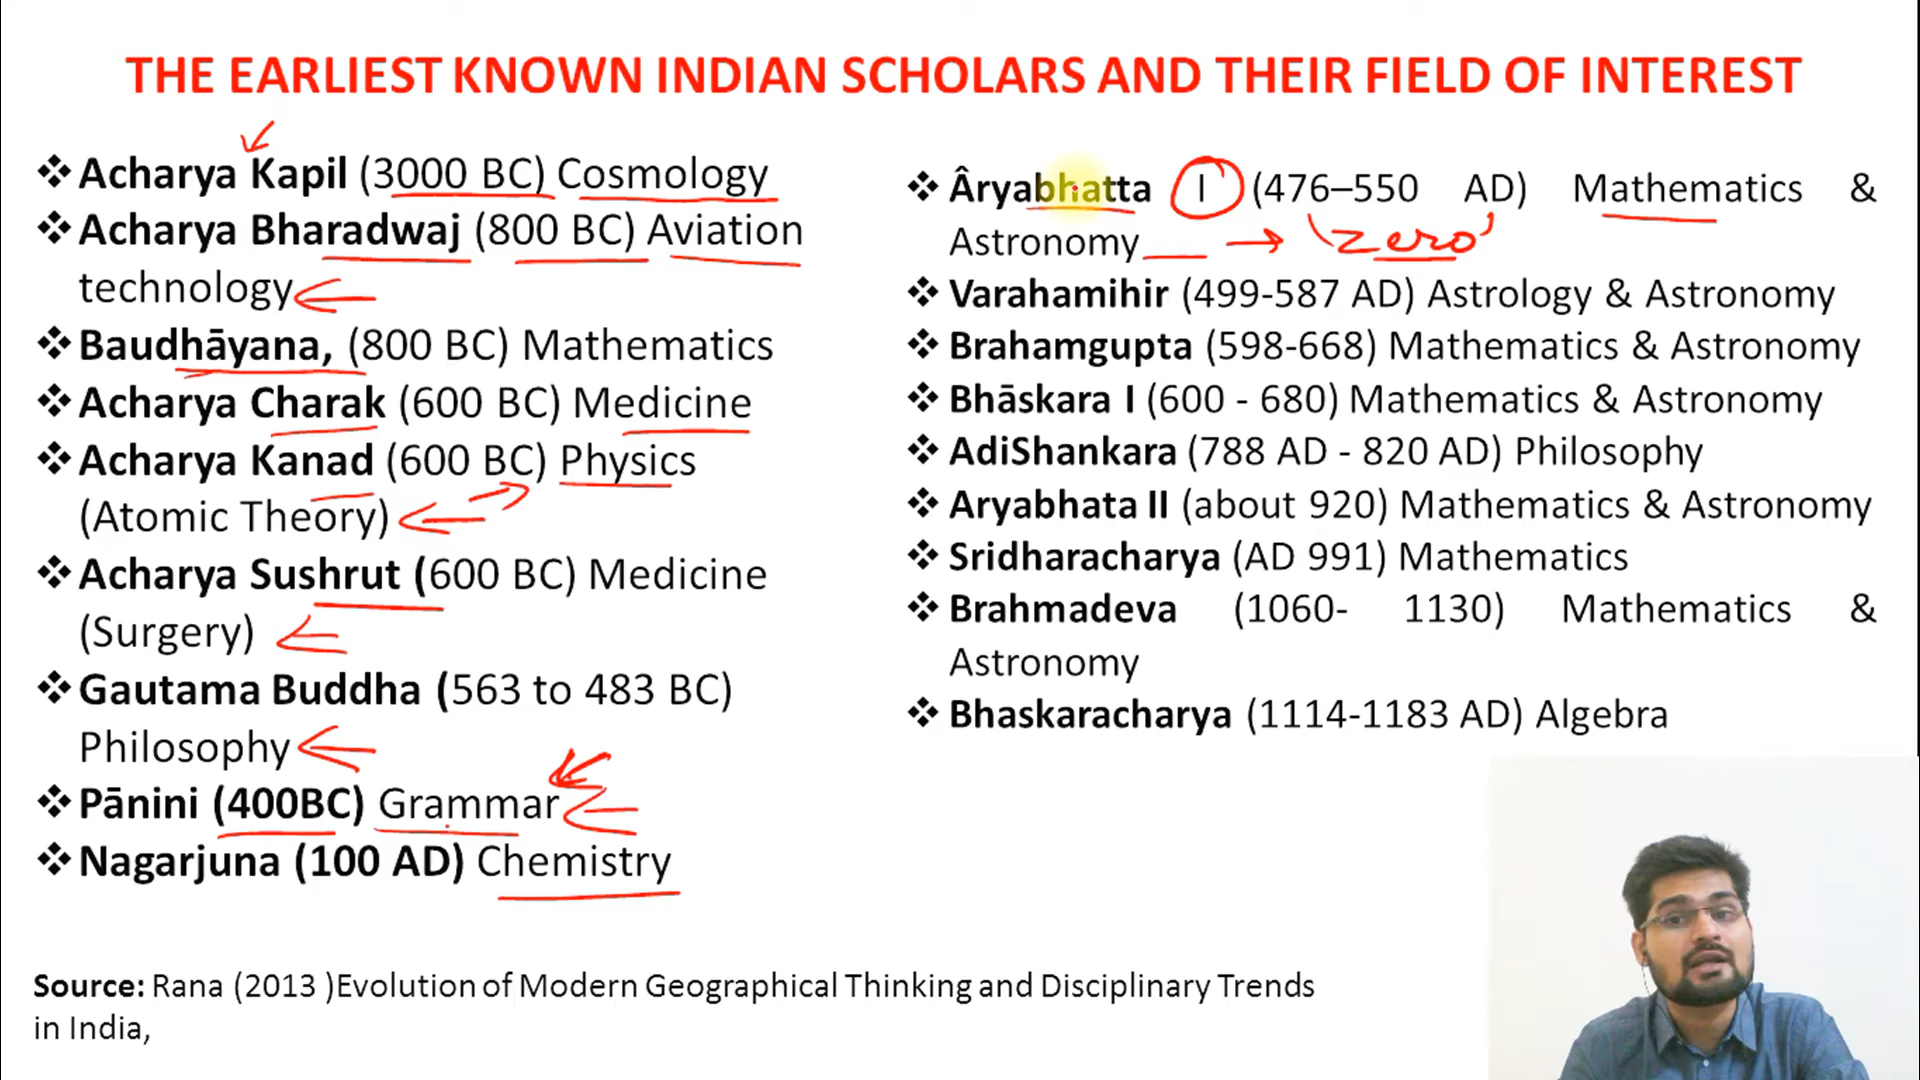 THE EARLIEST KNOWN INDIAN SCHOLARS AND THEIR FIELD OF INTEREST
❖Acharya Kapil (3000 BC) Cosmology
❖Acharya Bharadwaj (800 BC) Aviation
technology
❖Baudhāyana, (800 BC) Mathematics
❖Acharya Charak (600 BC) Medicine
❖Acharya Kanad (600 BC) Physics
(Atomic Theory)
❖Acharya Sushrut (600 BC) Medicine
(Surgery)
❖Gautama Buddha (563 to 483 BC)
Philosophy
❖Pānini (400BC) Grammar
❖Nagarjuna (100 AD) Chemistry
❖ Âryabhatta I (476–550 AD) Mathematics &
Astronomy → 'zero'
❖ Varahamihir (499-587 AD) Astrology & Astronomy
❖ Brahamgupta (598-668) Mathematics & Astronomy
❖ Bhāskara I (600 - 680) Mathematics & Astronomy
❖ AdiShankara (788 AD - 820 AD) Philosophy
❖ Aryabhata II (about 920) Mathematics & Astronomy
❖ Sridharacharya (AD 991) Mathematics
❖ Brahmadeva (1060- 1130) Mathematics &
Astronomy
❖ Bhaskaracharya (1114-1183 AD) Algebra
Source: Rana (2013 )Evolution of Modern Geographical Thinking and Disciplinary Trends
in India,